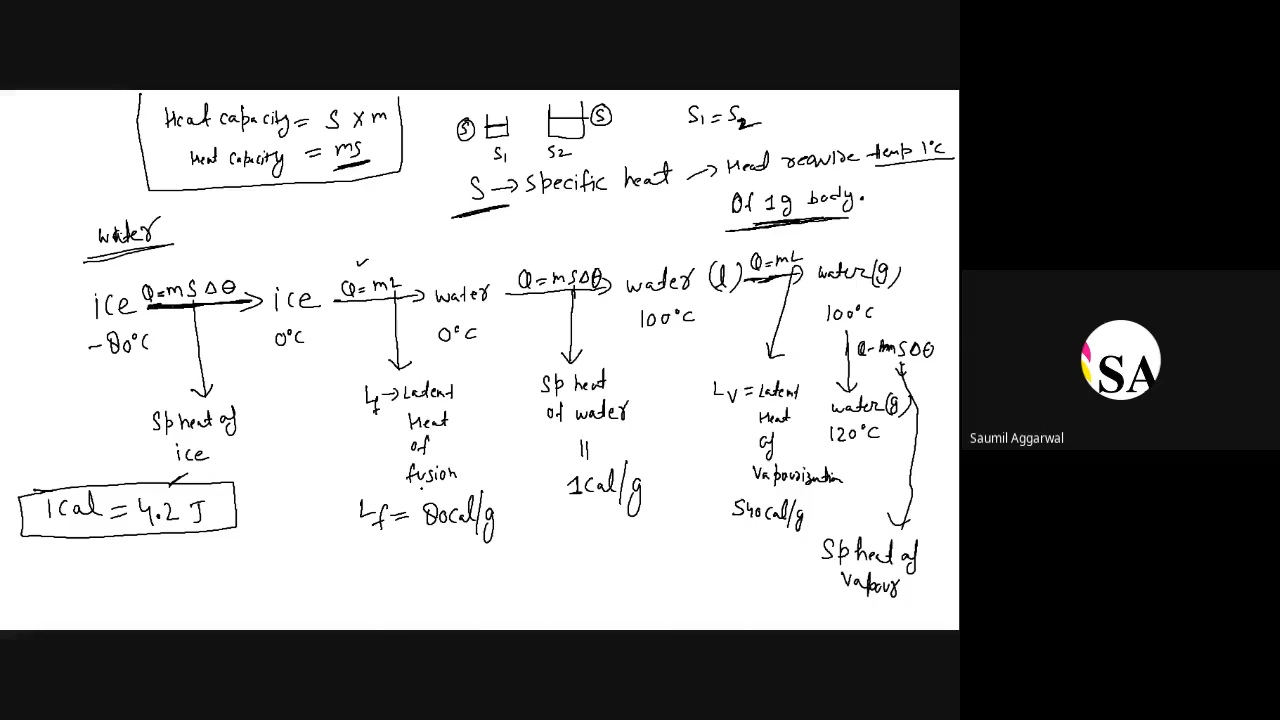 Heat capacity = S x m
Heat capacity = ms
S S
S1 S2
S1 = S2
S → Specific heat → Head require temp 1°C
Of 1g body.
water
ice Q=mSΔθ ice Q=mL water Q=mSΔθ water (l) Q=mL water(g)
-80°C 0°C 0°C 100°C 100°C
Q=mSΔθ
water(g)
120°C
Sp heat of
ice
Lf → Latent
Heat
of
fusion
Lf = 80cal/g
Sp heat
of water
=
1Cal/g
LV = Latent
Heat
of
Vapourization
540cal/g
Sp heat of
Vapour
1cal = 4.2 J
SA
Saumil Aggarwal